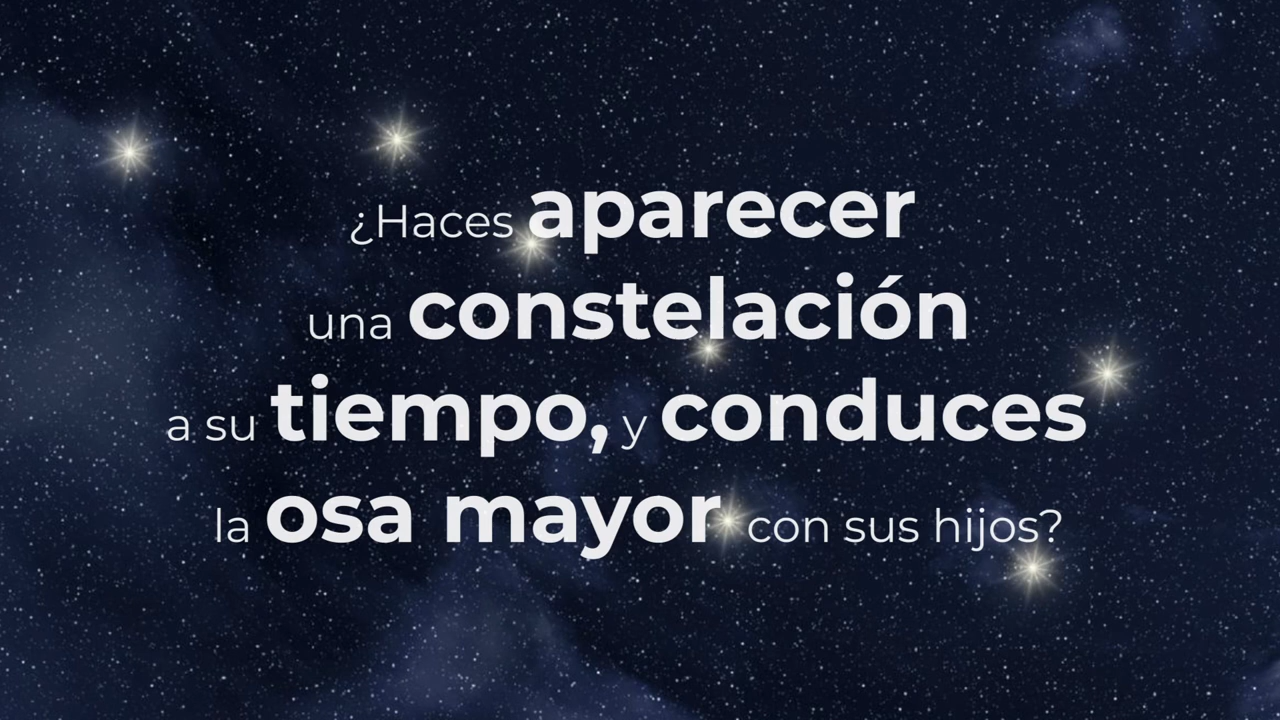 ¿Haces aparecer
una constelación
a su tiempo, y conduces
la osa mayor con sus hijos?